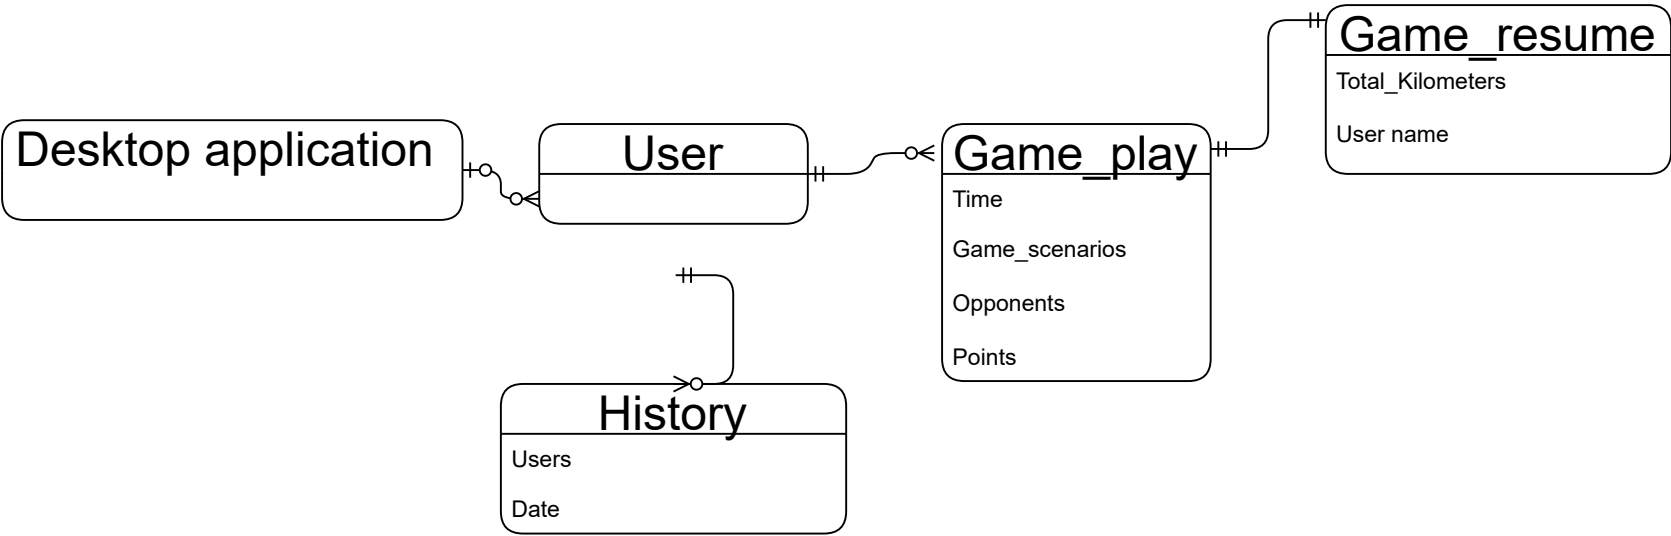 Desktop application
User
Game_play
Time
Game_scenarios
Opponents
Points
Game_resume
Total_Kilometers
User name
History
Users
Date